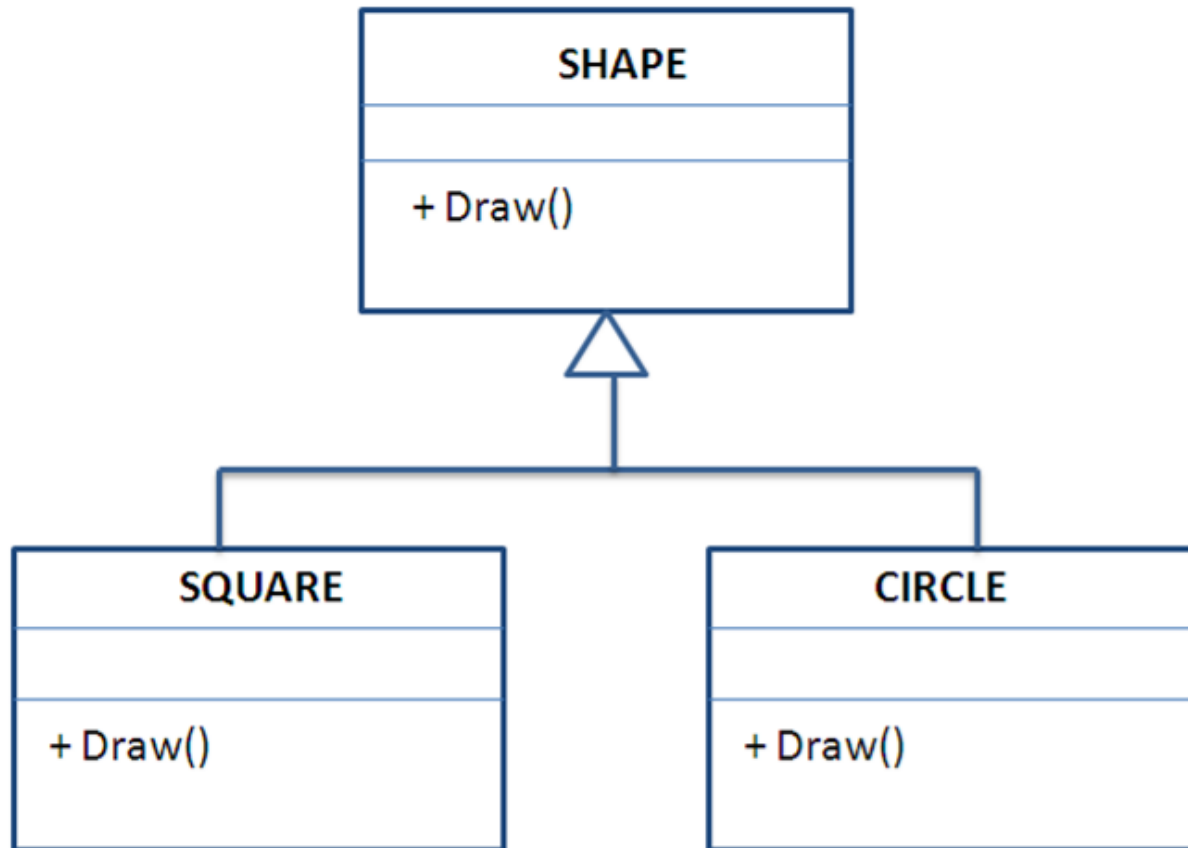 SHAPE
+ Draw()
SQUARE
+ Draw()
CIRCLE
+ Draw()